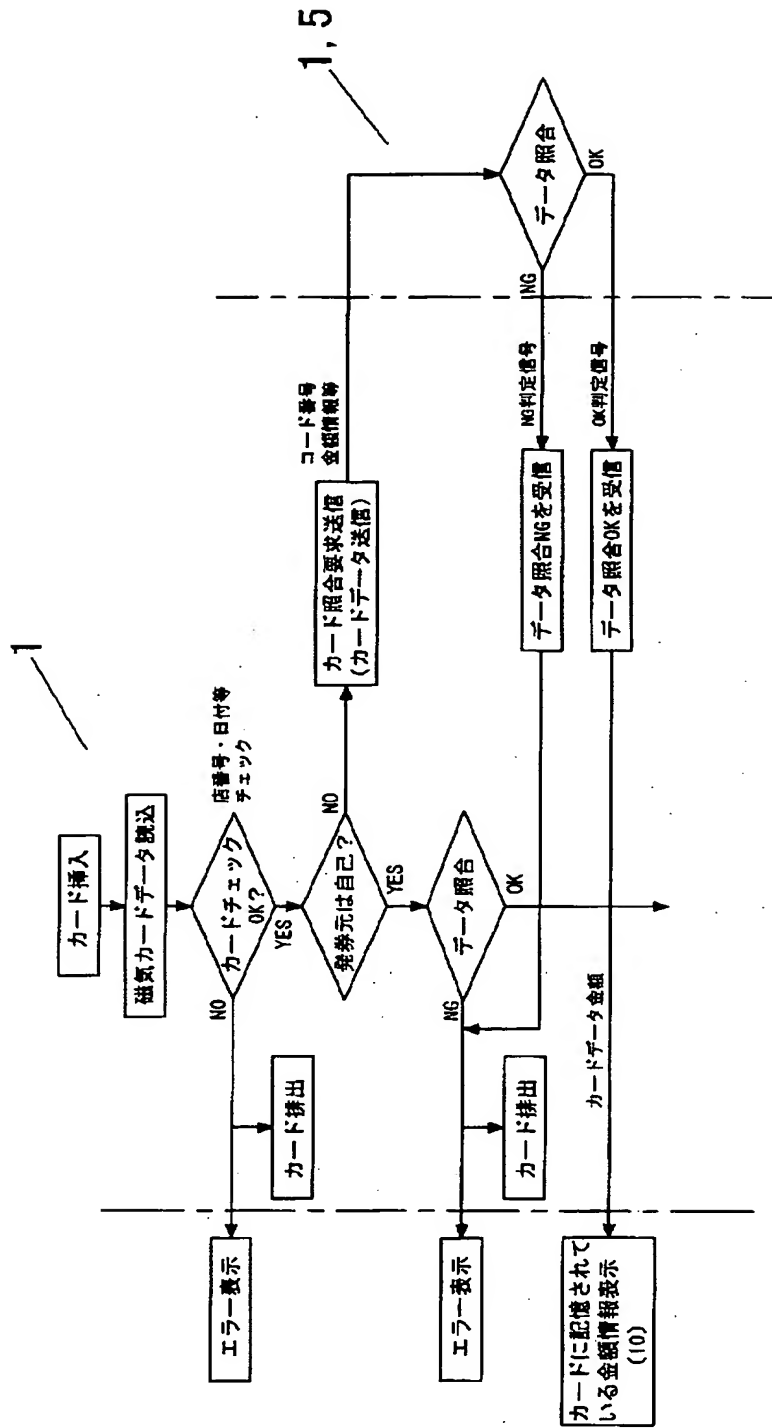 1
カード挿入
磁気カードデータ読込
カードチェック
OK?
店番号・日付等
チェック
NO
YES
エラー表示
カード排出
発券元は自己?
NO
YES
カード照合要求送信
(カードデータ送信)
コード番号
金額情報等
1, 5
データ照合
NG
OK
データ照合
NG
OK
NG判定信号
OK判定信号
データ照合NGを受信
データ照合OKを受信
エラー表示
カード排出
カードデータ金額
カードに記憶されて
いる金額情報表示
(10)